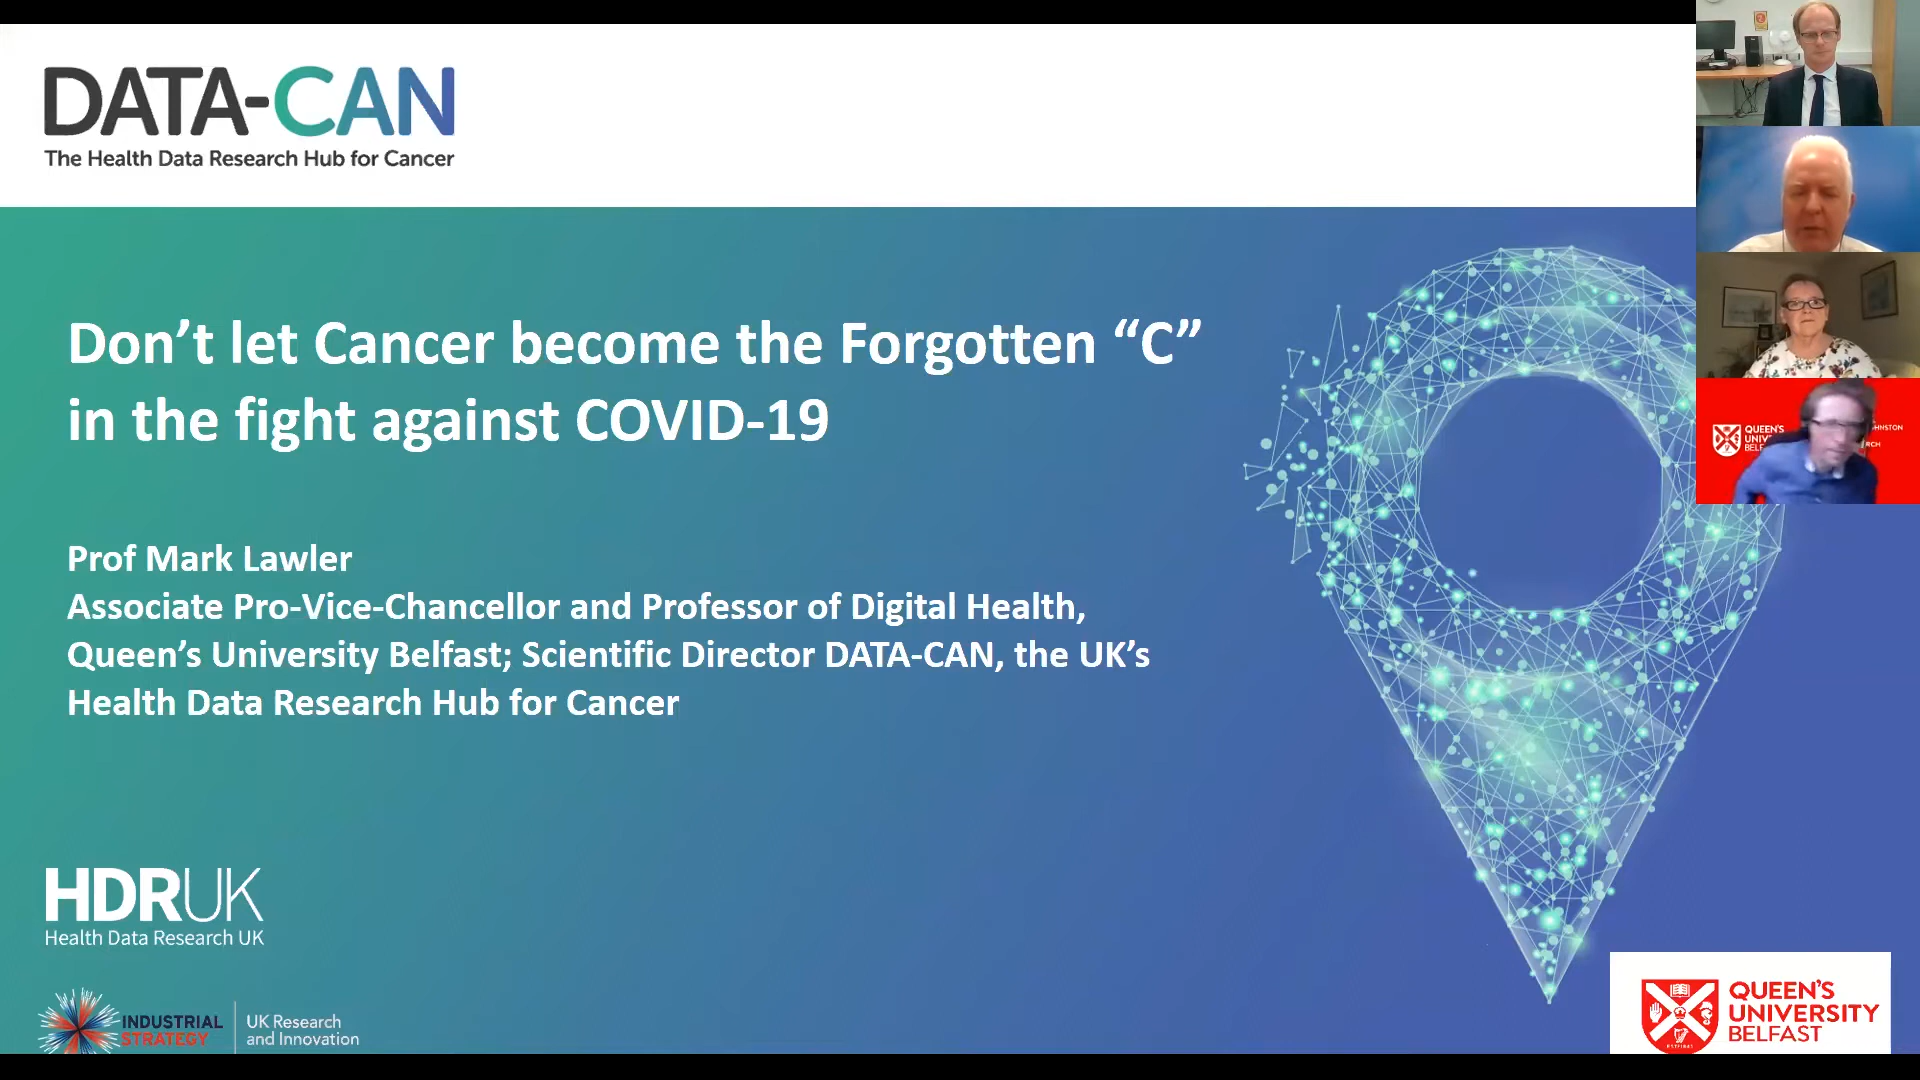 DATA-CAN
The Health Data Research Hub for Cancer
Don’t let Cancer become the Forgotten “C”
in the fight against COVID-19
Prof Mark Lawler
Associate Pro-Vice-Chancellor and Professor of Digital Health,
Queen’s University Belfast; Scientific Director DATA-CAN, the UK’s
Health Data Research Hub for Cancer
HDRUK
Health Data Research UK
INDUSTRIAL
STRATEGY
UK Research
and Innovation
QUEEN'S
UNIVERSITY
BELFAST
QUEEN'S